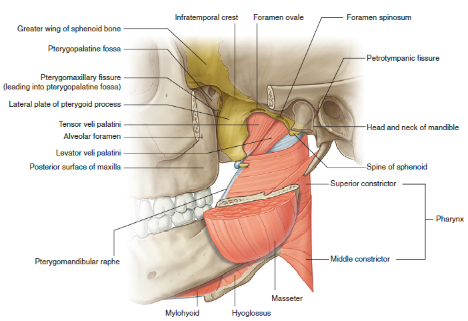 Infratemporal crest
Foramen ovale
Foramen spinosum
Greater wing of sphenoid bone
Pterygopalatine fossa
Petrotympanic fissure
Pterygomaxillary fissure
(leading into pterygopalatine fossa)
Lateral plate of pterygoid process
Tensor veli palatini
Head and neck of mandible
Alveolar foramen
Levator veli palatini
Posterior surface of maxilla
Spine of sphenoid
Superior constrictor
Pharynx
Pterygomandibular raphe
Middle constrictor
Masseter
Mylohyoid
Hyoglossus